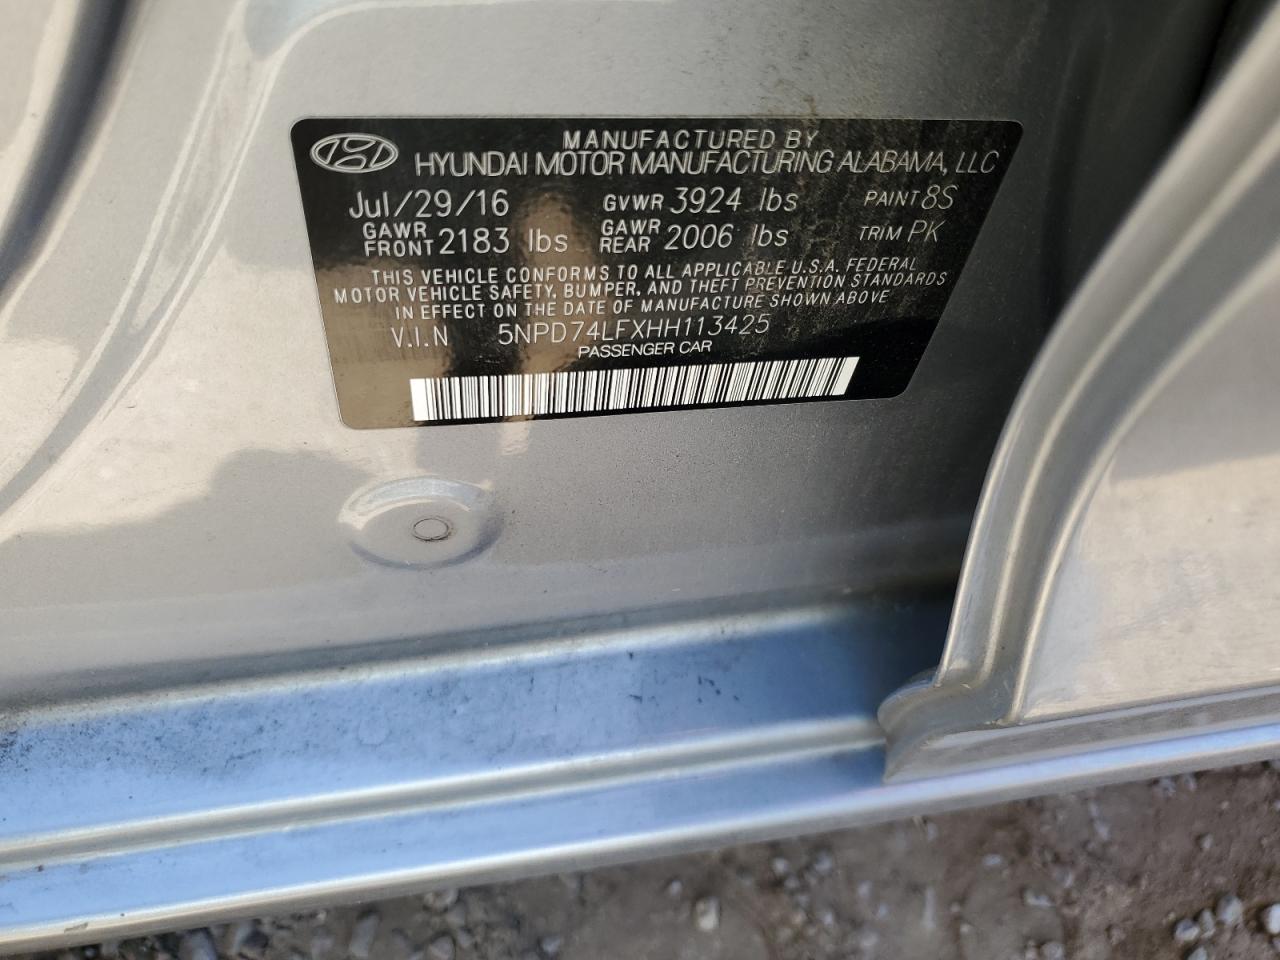 MANUFACTURED BY
HYUNDAI MOTOR MANUFACTURING ALABAMA, LLC
Jul/29/16 GVWR 3924 lbs PAINT 8S
GAWR FRONT 2183 lbs GAWR REAR 2006 lbs TRIM PK
THIS VEHICLE CONFORMS TO ALL APPLICABLE U.S.A. FEDERAL
MOTOR VEHICLE SAFETY, BUMPER, AND THEFT PREVENTION STANDARDS
IN EFFECT ON THE DATE OF MANUFACTURE SHOWN ABOVE
V.I.N 5NPD74LFXHH113425
PASSENGER CAR